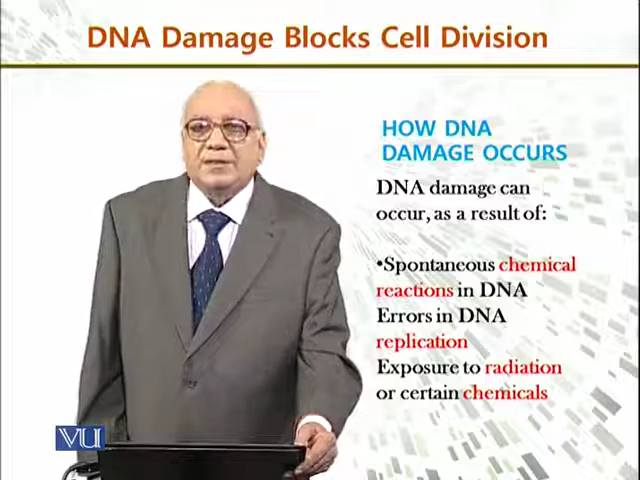 DNA Damage Blocks Cell Division
HOW DNA
DAMAGE OCCURS
DNA damage can
occur, as a result of:
•Spontaneous chemical
reactions in DNA
Errors in DNA
replication
Exposure to radiation
or certain chemicals
VU